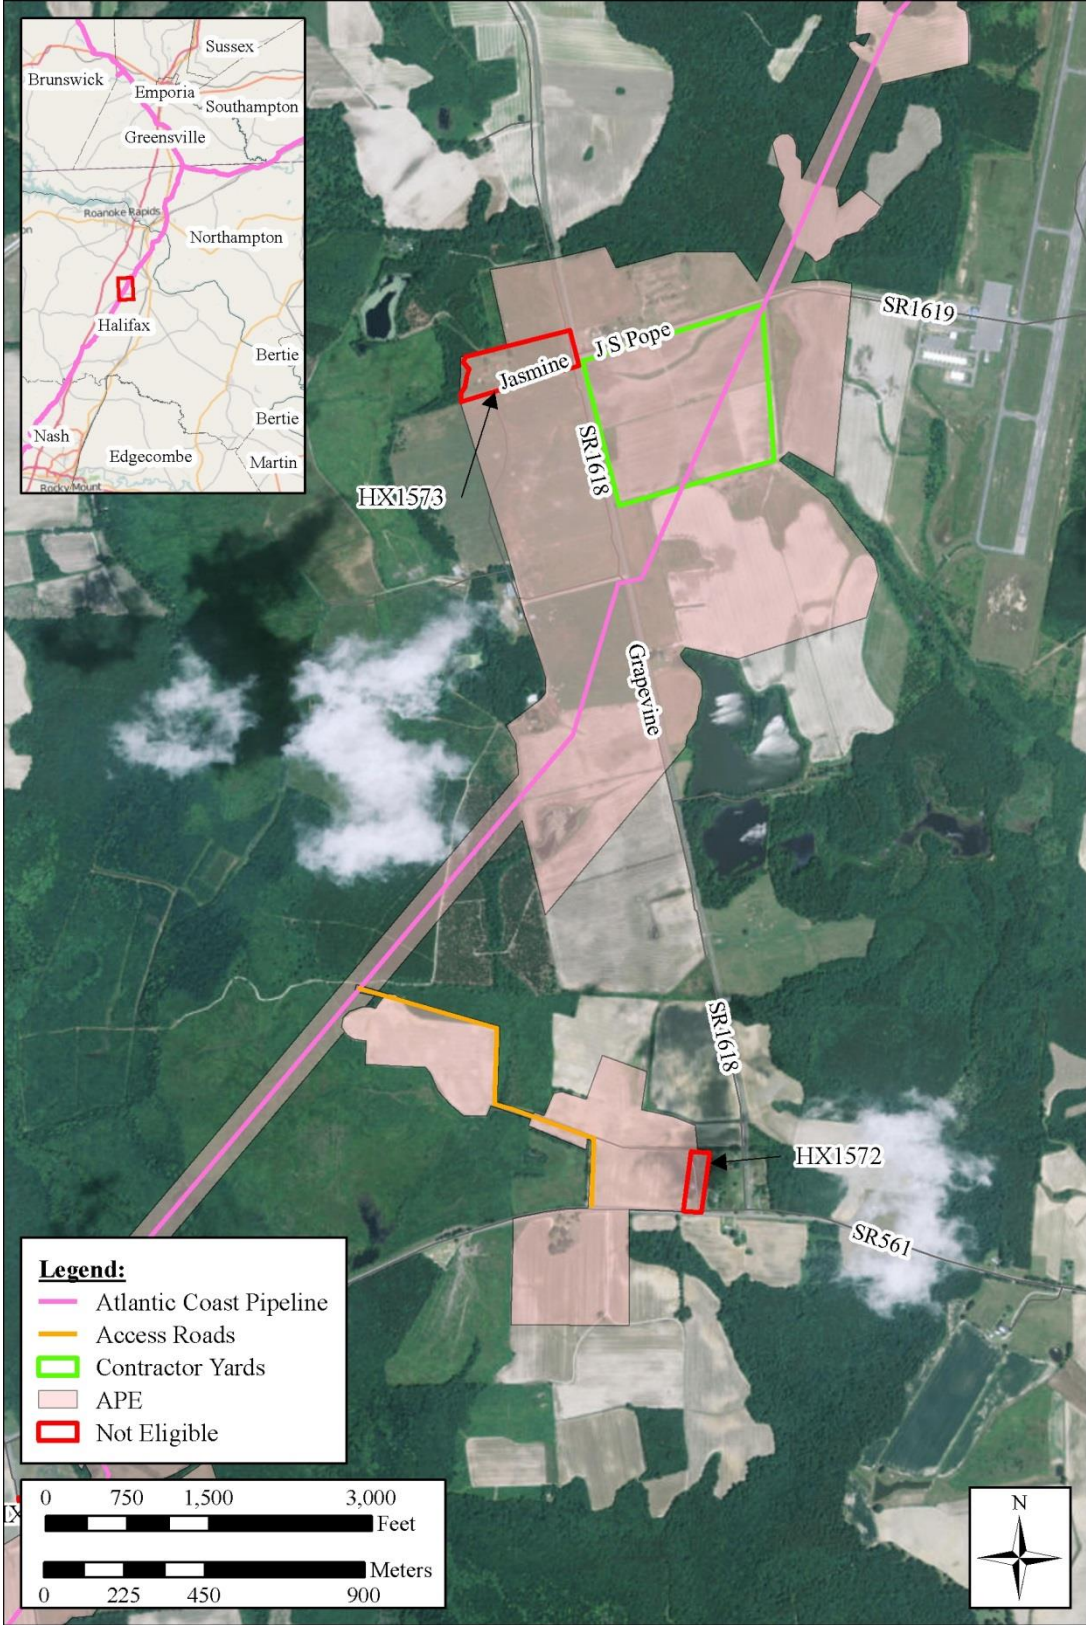 Sussex
Brunswick
Emporia
Southampton
Greensville
Roanoke Rapids
Northampton
Halifax
Bertie
Bertie
Nash
Edgecombe
Martin
Rocky Mount
SR1619
J S Pope
Jasmine
SR1618
HX1573
Grapevine
SR1618
HX1572
SR561
Legend:
Atlantic Coast Pipeline
Access Roads
Contractor Yards
APE
Not Eligible
0 750 1,500 3,000
Feet
Meters
0 225 450 900
N